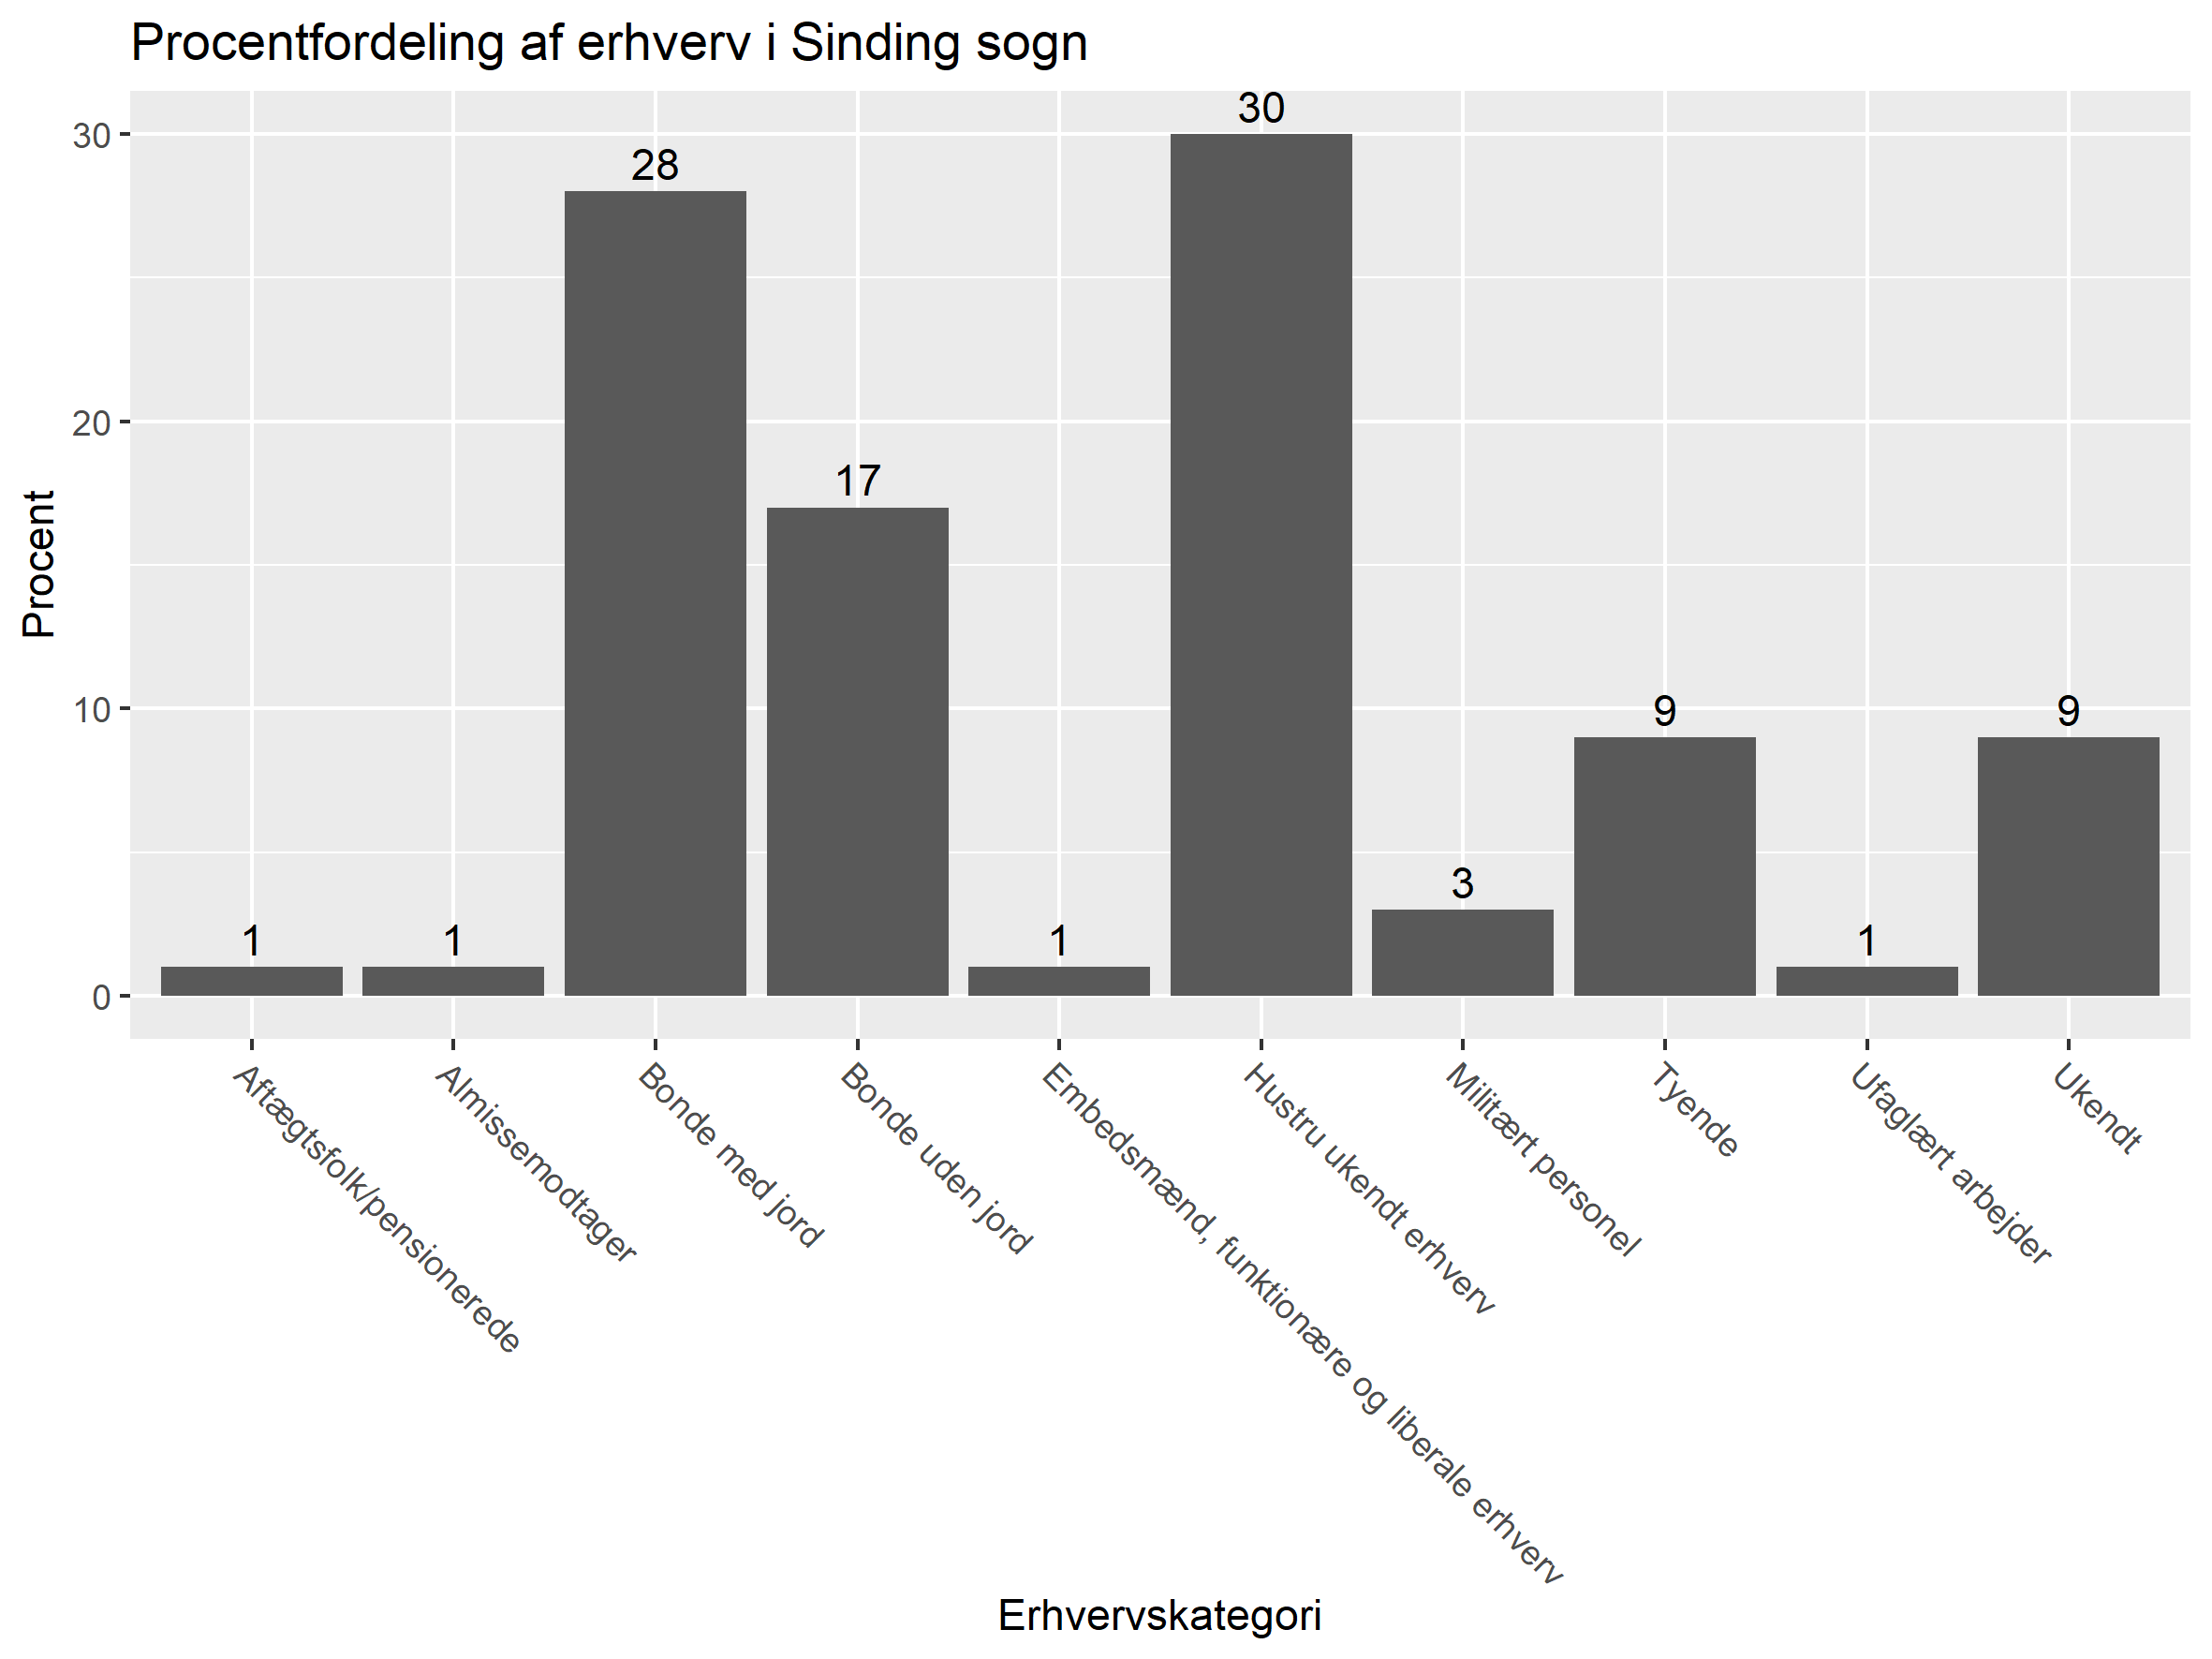 Procentfordeling af erhverv i Sinding sogn
Procent
30
20
10
0
1
1
28
17
1
30
3
9
1
9
Aftægtsfolk/pensionerede
Almissemodtager
Bonde med jord
Bonde uden jord
Embedsmænd, funktionære og liberale erhverv
Hustru ukendt erhverv
Militært personel
Tyende
Ufaglært arbejder
Ukendt
Erhvervskategori